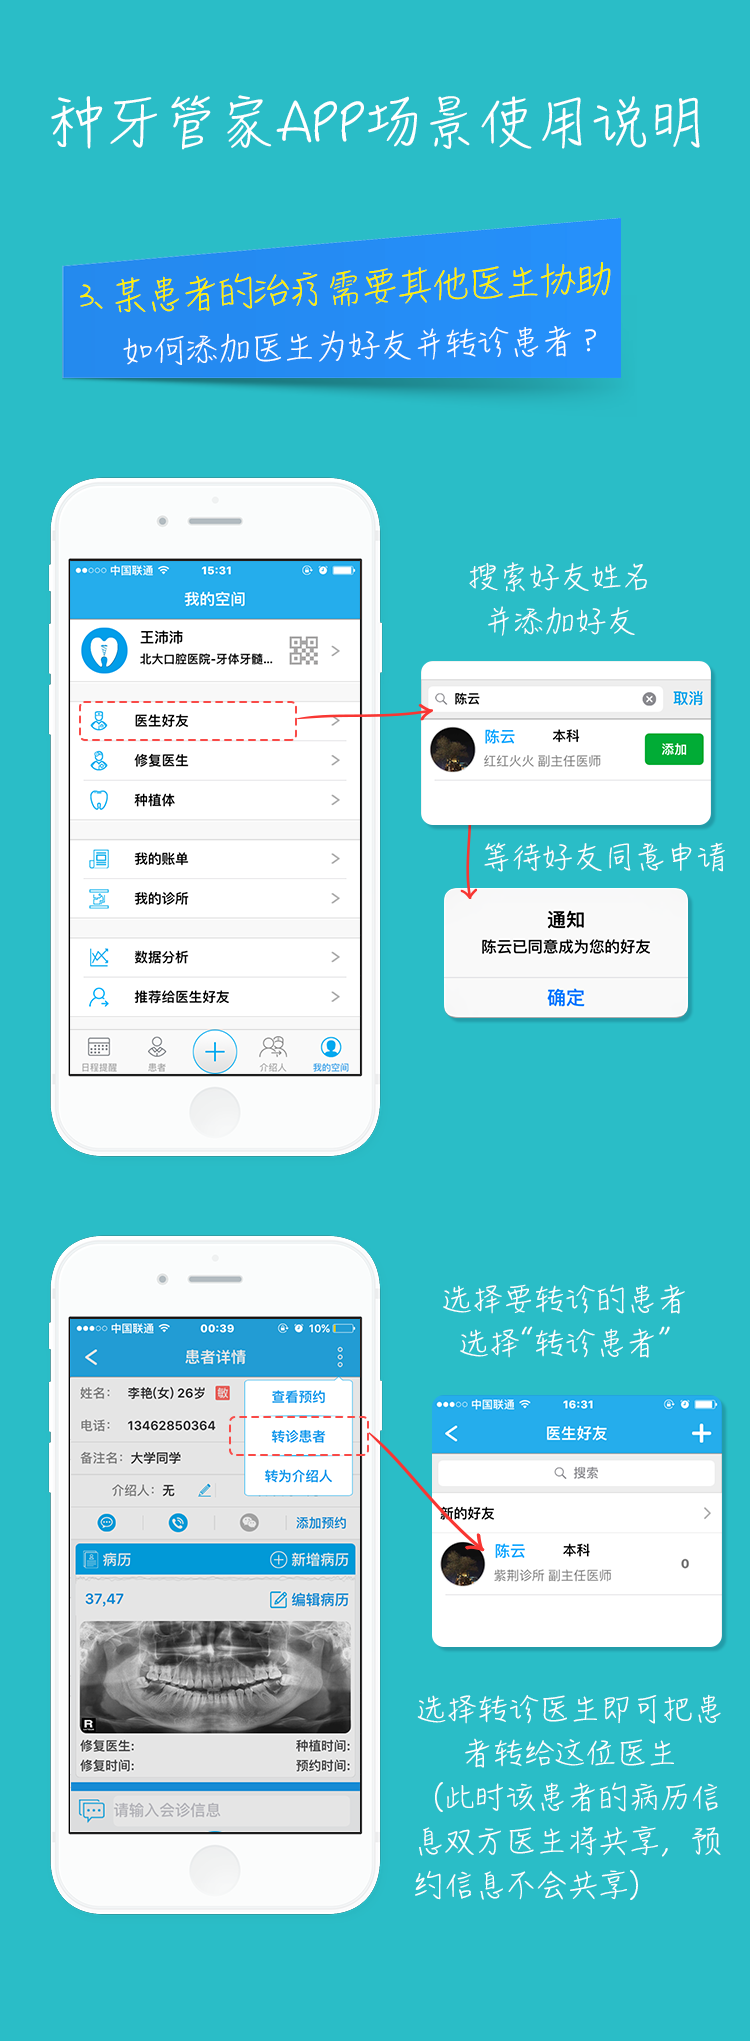 种牙管家APP场景使用说明
3、某患者的治疗需要其他医生协助
如何添加医生为好友并转诊患者？
中国联通 15:31
我的空间
王沛沛
北大口腔医院-牙体牙髓...
医生好友
修复医生
种植体
我的账单
我的诊所
数据分析
推荐给医生好友
日程提醒 患者 介绍人 我的空间
搜索好友姓名
并添加好友
陈云 取消
陈云 本科
红红火火 副主任医师
添加
等待好友同意申请
通知
陈云已同意成为您的好友
确定
中国联通 00:39 10%
患者详情
姓名： 李艳(女) 26岁 敏
电话： 13462850364
备注名： 大学同学
介绍人： 无
查看预约
转诊患者
转为介绍人
添加预约
病历 新增病历
37,47 编辑病历
R
修复医生: 种植时间:
修复时间: 预约时间:
请输入会诊信息
选择要转诊的患者
选择“转诊患者”
中国联通 16:31
医生好友
搜索
新的好友
陈云 本科
紫荆诊所 副主任医师
0
选择转诊医生即可把患
者转给这位医生
（此时该患者的病历信
息双方医生将共享，预
约信息不会共享）